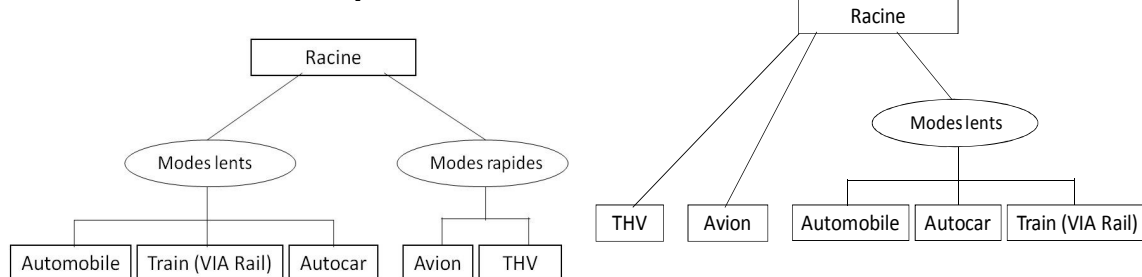 Racine
Modes lents
Modes rapides
Automobile
Train (VIA Rail)
Autocar
Avion
THV
Racine
Modes lents
THV
Avion
Automobile
Autocar
Train (VIA Rail)